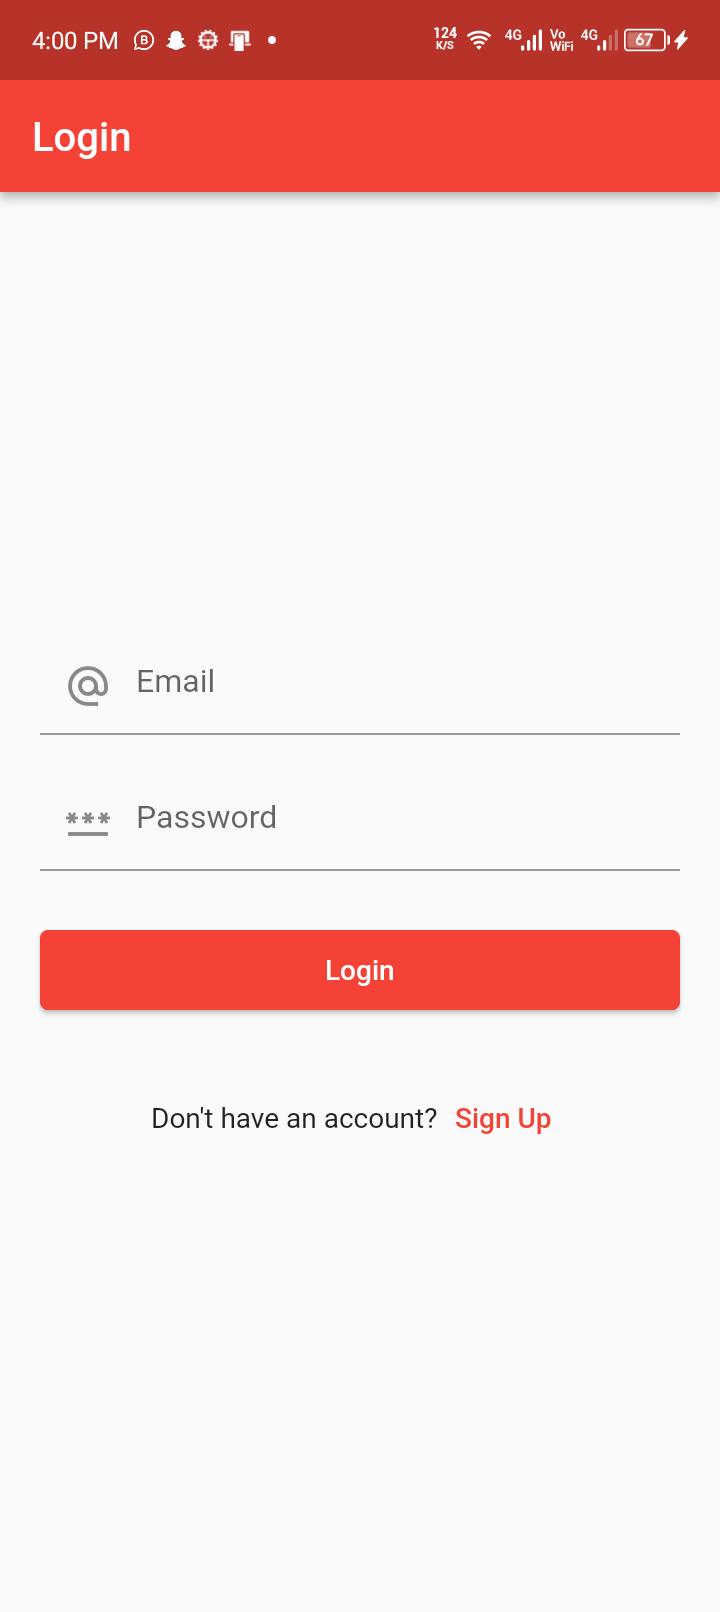 4:00 PM 124 K/S 4G Vo WiFi 4G 67
Login
Email
*** Password
Login
Don't have an account? Sign Up